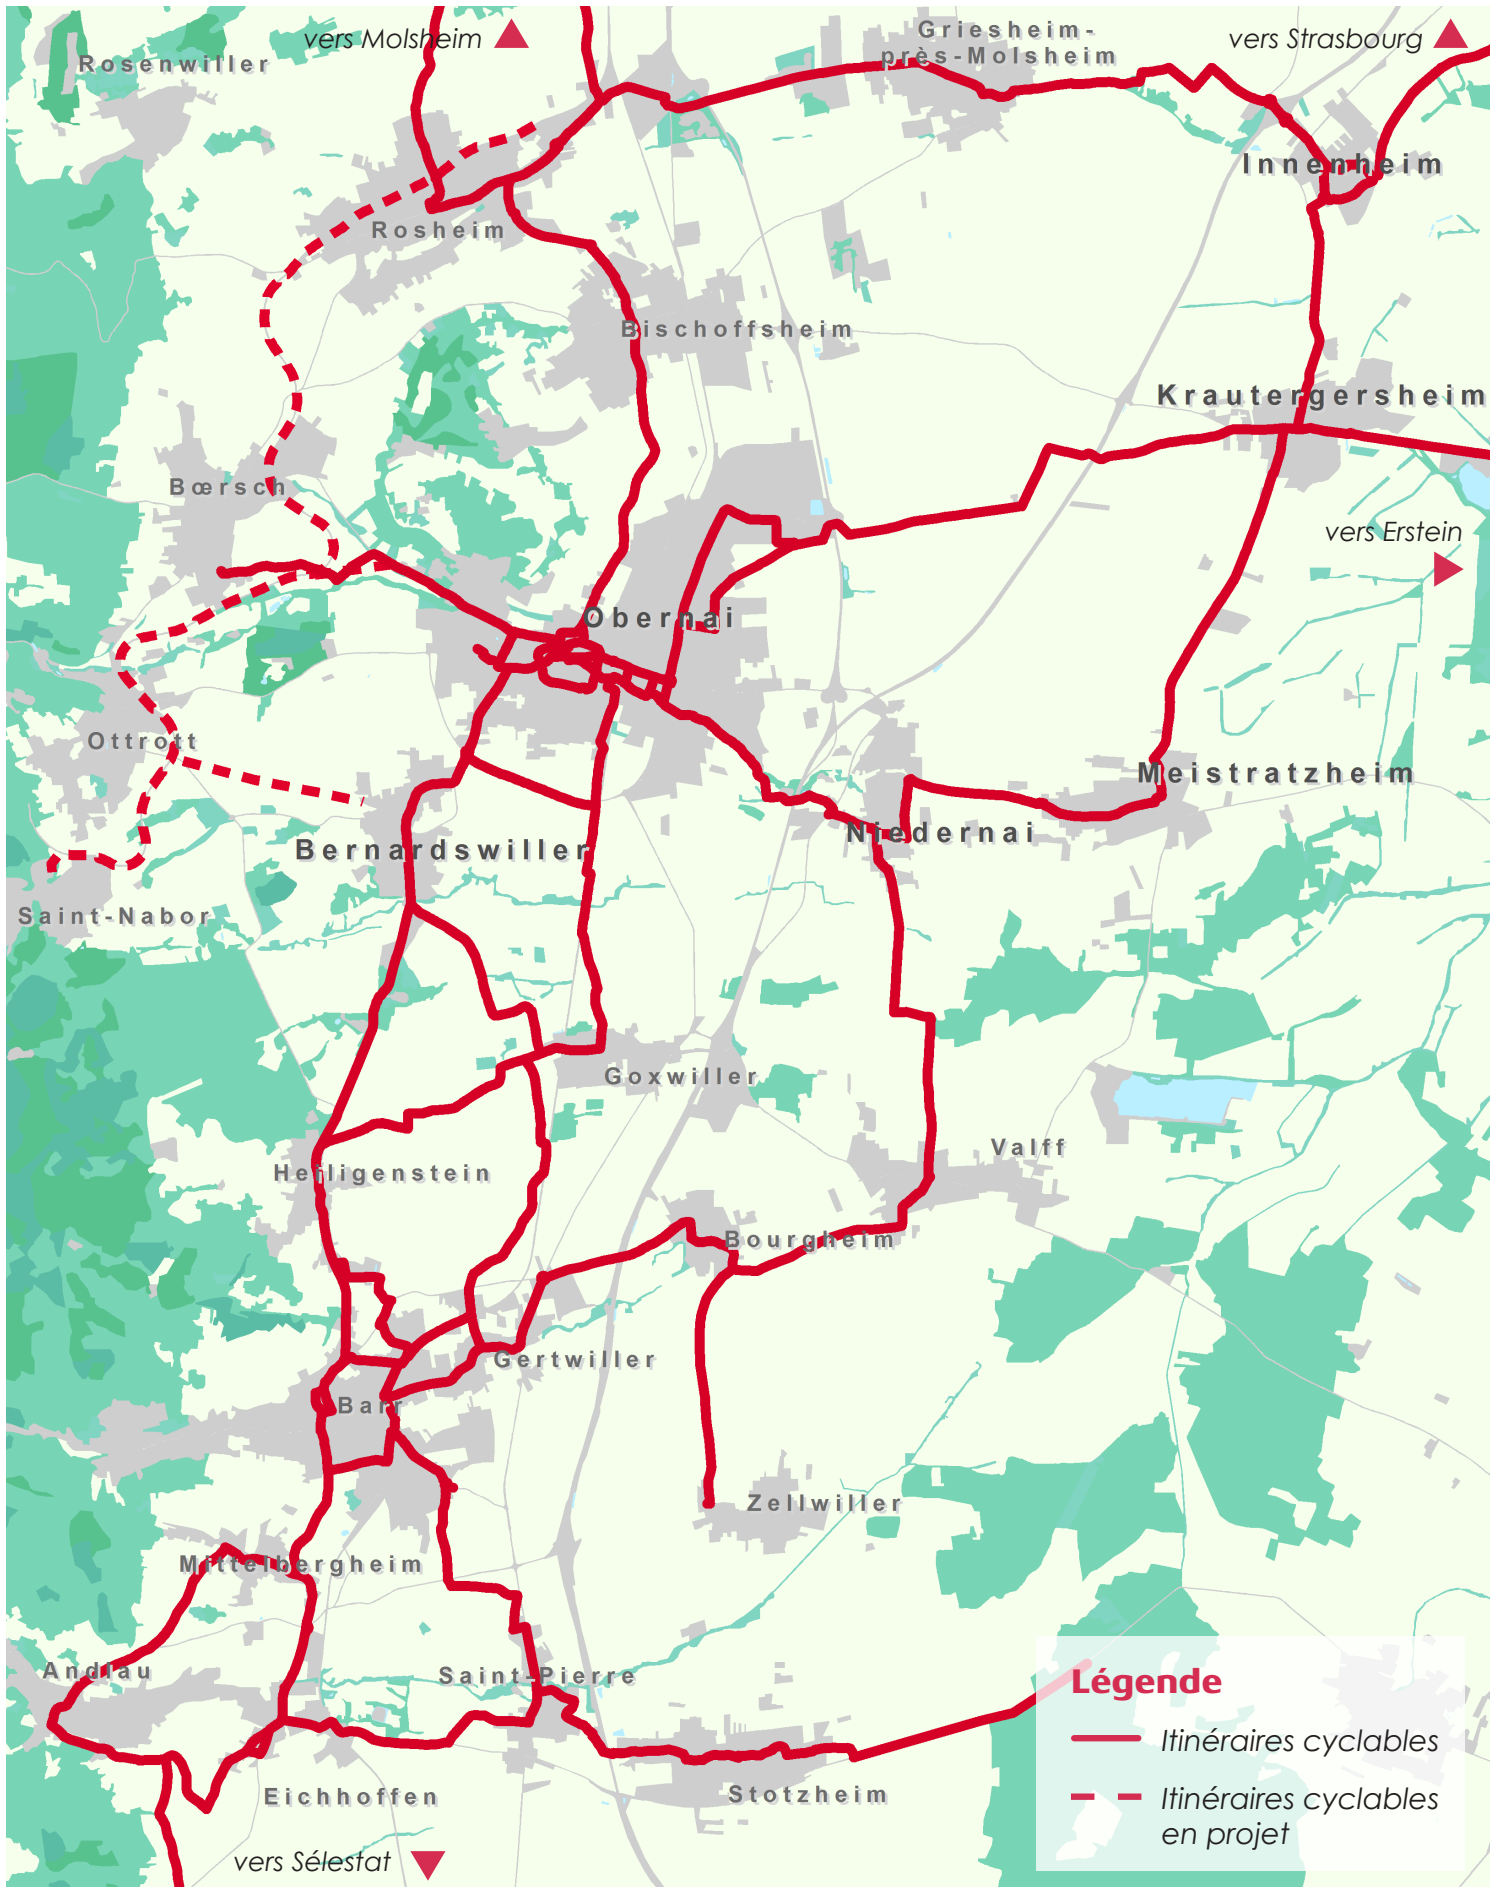 vers Molsheim
Griesheim-
près-Molsheim
vers Strasbourg
Rosenwiller
Innenheim
Rosheim
Bischoffsheim
Krautergersheim
Bœrsch
vers Erstein
Obernai
Ottrott
Meistratzheim
Niedernai
Bernardswiller
Saint-Nabor
Goxwiller
Valff
Heiligenstein
Bourgheim
Gertwiller
Barr
Zellwiller
Mittelbergheim
Andlau
Saint-Pierre
Légende
Itinéraires cyclables
Stotzheim
Eichhoffen
Itinéraires cyclables
en projet
vers Sélestat